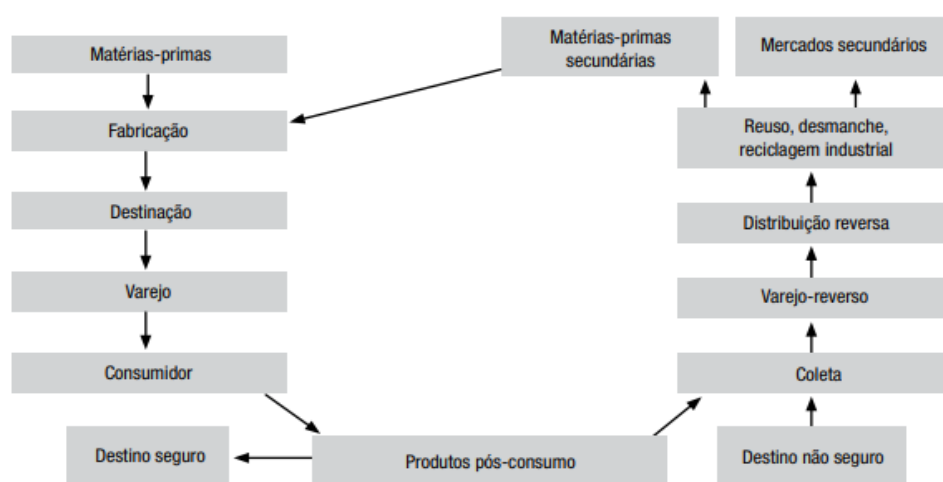 Matérias-primas
Fabricação
Destinação
Varejo
Consumidor
Destino seguro
Produtos pós-consumo
Matérias-primas
secundárias
Mercados secundários
Reuso, desmanche,
reciclagem industrial
Distribuição reversa
Varejo-reverso
Coleta
Destino não seguro